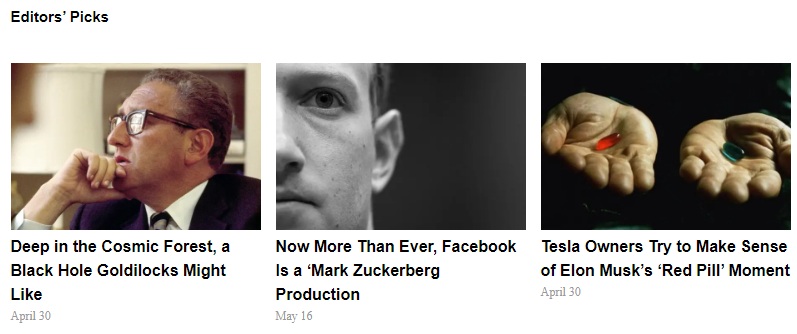 Editors’ Picks
Deep in the Cosmic Forest, a
Black Hole Goldilocks Might
Like
April 30
Now More Than Ever, Facebook
Is a ‘Mark Zuckerberg
Production
May 16
Tesla Owners Try to Make Sense
of Elon Musk’s ‘Red Pill’ Moment
April 30